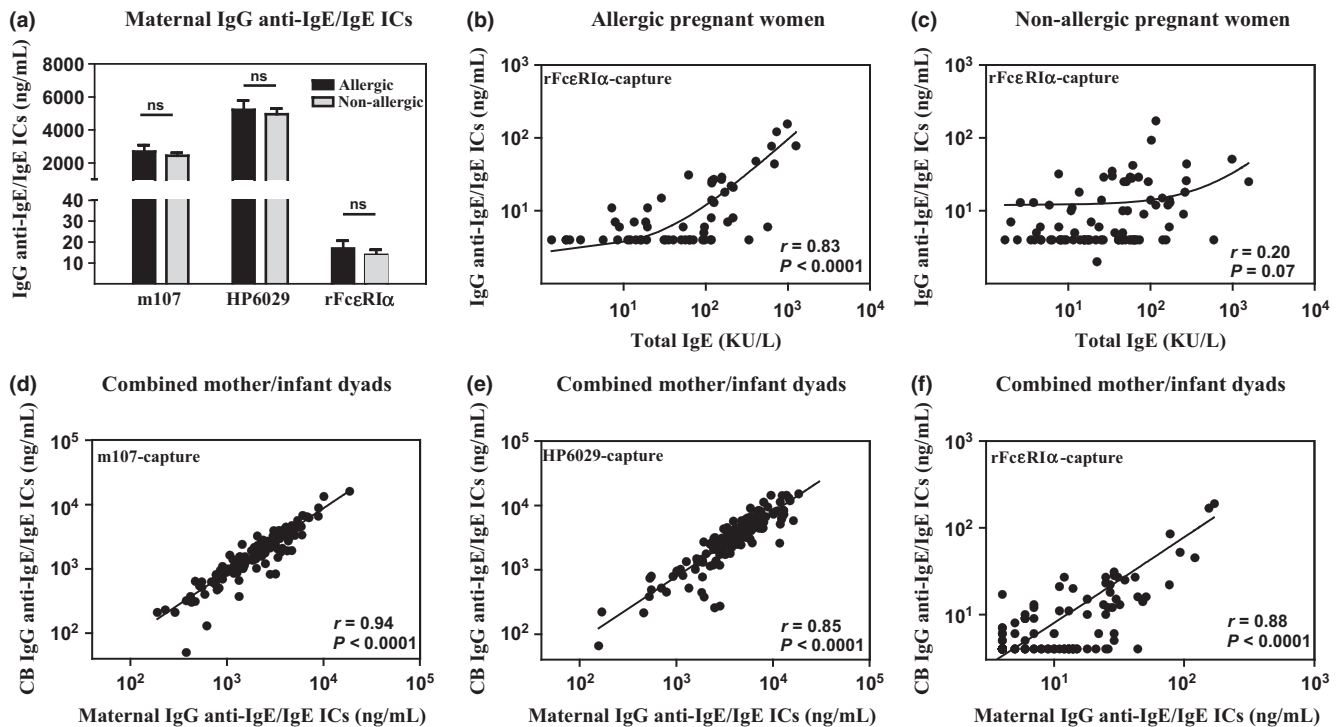 (a) Maternal IgG anti-IgE/IgE ICs
IgG anti-IgE/IgE ICs (ng/mL)
8000
6000
4000
2000
40
30
20
10
ns
ns
ns
Allergic
Non-allergic
m107 HP6029 rFcεRIα
(b) Allergic pregnant women
IgG anti-IgE/IgE ICs (ng/mL)
rFcεRIα-capture
10³
10²
10¹
r = 0.83
P < 0.0001
10¹ 10² 10³ 10⁴
Total IgE (KU/L)
(c) Non-allergic pregnant women
IgG anti-IgE/IgE ICs (ng/mL)
rFcεRIα-capture
10³
10²
10¹
r = 0.20
P = 0.07
10¹ 10² 10³ 10⁴
Total IgE (KU/L)
(d) Combined mother/infant dyads
CB IgG anti-IgE/IgE ICs (ng/mL)
m107-capture
10⁵
10⁴
10³
10²
r = 0.94
P < 0.0001
10² 10³ 10⁴ 10⁵
Maternal IgG anti-IgE/IgE ICs (ng/mL)
(e) Combined mother/infant dyads
CB IgG anti-IgE/IgE ICs (ng/mL)
HP6029-capture
10⁵
10⁴
10³
10²
r = 0.85
P < 0.0001
10² 10³ 10⁴ 10⁵
Maternal IgG anti-IgE/IgE ICs (ng/mL)
(f) Combined mother/infant dyads
CB IgG anti-IgE/IgE ICs (ng/mL)
rFcεRIα-capture
10³
10²
10¹
r = 0.88
P < 0.0001
10¹ 10² 10³
Maternal IgG anti-IgE/IgE ICs (ng/mL)